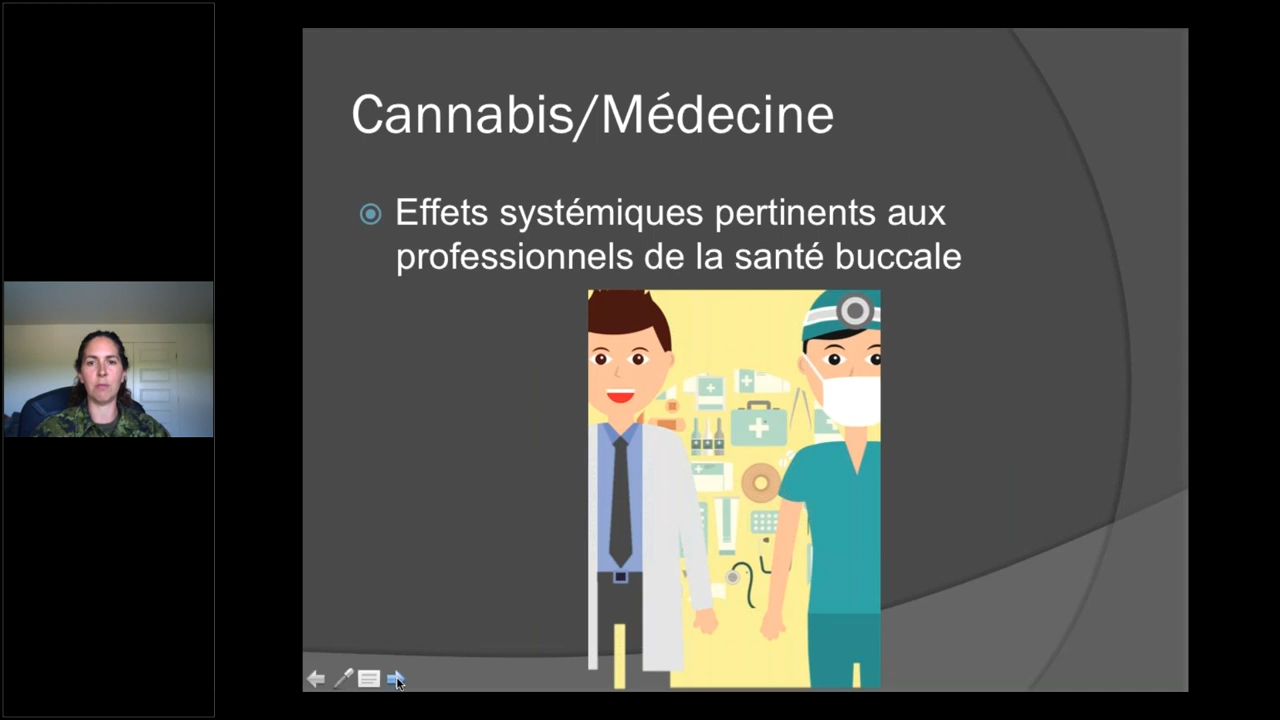 Cannabis/Médecine
Effets systémiques pertinents aux
professionnels de la santé buccale